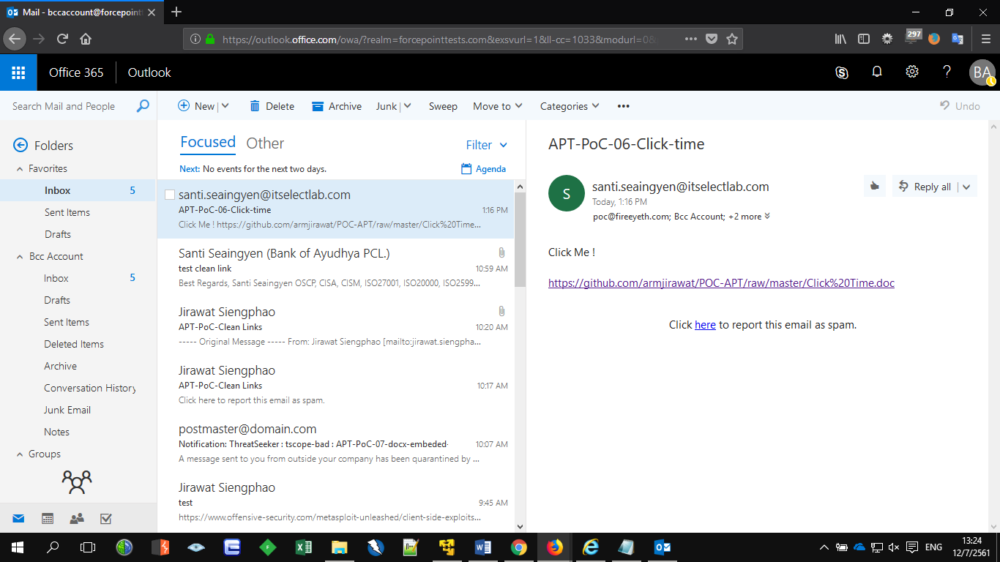 Mail - bccaccount@forcepointt
https://outlook.office.com/owa/?realm=forcepointtests.com&exsvurl=1&ll-cc=1033&modurl=0&
297
Office 365
Outlook
BA
Search Mail and People
New
Delete
Archive
Junk
Sweep
Move to
Categories
Undo
Folders
Favorites
Inbox 5
Sent Items
Drafts
Bcc Account
Inbox 5
Drafts
Sent Items
Deleted Items
Archive
Conversation History
Junk Email
Notes
Groups
Focused Other Filter
Next: No events for the next two days. Agenda
santi.seaingyen@itselectlab.com
APT-PoC-06-Click-time 1:16 PM
Click Me ! https://github.com/armjirawat/POC-APT/raw/master/Click%20Time...
Santi Seaingyen (Bank of Ayudhya PCL.)
test clean link 10:59 AM
Best Regards, Santi Seaingyen OSCP, CISA, CISM, ISO27001, ISO20000, ISO2599...
Jirawat Siengphao
APT-PoC-Clean Links 10:20 AM
----- Original Message ----- From: Jirawat Siengphao [mailto:jirawat.siengpha...
Jirawat Siengphao
APT-PoC-Clean Links 10:17 AM
Click here to report this email as spam.
postmaster@domain.com
Notification: ThreatSeeker : tscope-bad : APT-PoC-07-docx-embeded- 10:07 AM
A message sent to you from outside your company has been quarantined by ...
Jirawat Siengphao
test 9:45 AM
https://www.offensive-security.com/metasploit-unleashed/client-side-exploits...
APT-PoC-06-Click-time
S
santi.seaingyen@itselectlab.com
Today, 1:16 PM
poc@fireeyeth.com; Bcc Account; +2 more
Reply all
Click Me !
https://github.com/armjirawat/POC-APT/raw/master/Click%20Time.doc
Click here to report this email as spam.
ENG
13:24
12/7/2561